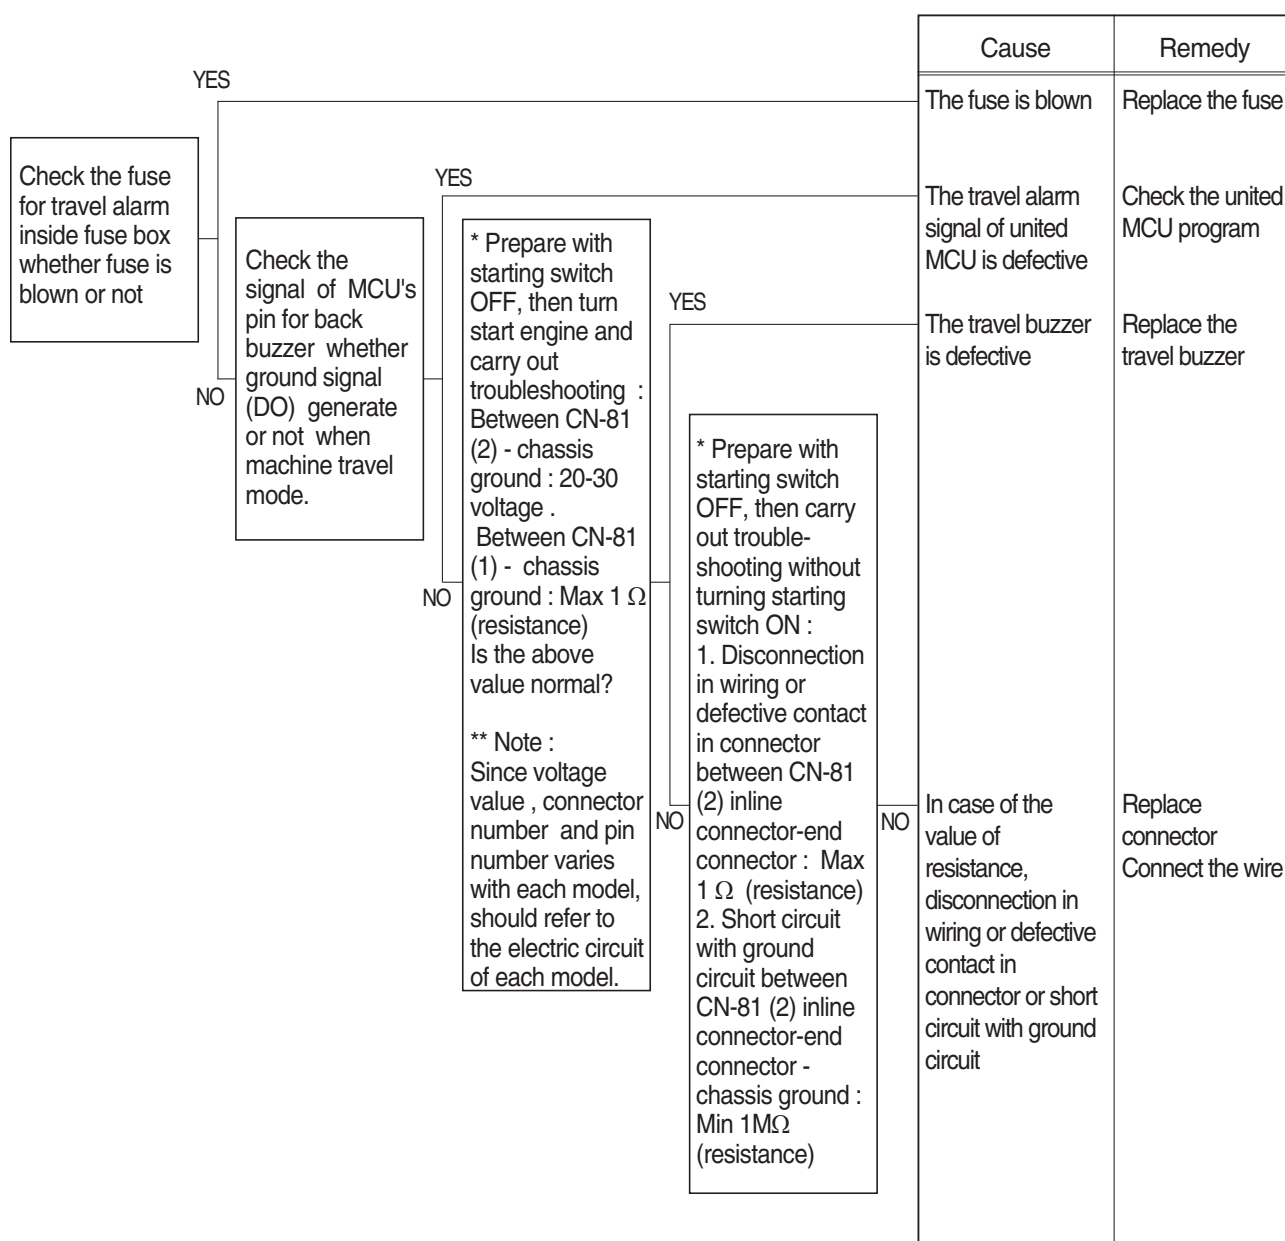 Cause
Remedy
YES
The fuse is blown
Replace the fuse
Check the fuse
for travel alarm
inside fuse box
whether fuse is
blown or not
YES
The travel alarm
signal of united
MCU is defective
Check the united
MCU program
NO
Check the
signal of MCU's
pin for back
buzzer whether
ground signal
(DO) generate
or not when
machine travel
mode.
* Prepare with
starting switch
OFF, then turn
start engine and
carry out
troubleshooting :
Between CN-81
(2) - chassis
ground : 20-30
voltage .
Between CN-81
(1) - chassis
ground : Max 1 Ω
(resistance)
Is the above
value normal?
** Note :
Since voltage
value , connector
number and pin
number varies
with each model,
should refer to
the electric circuit
of each model.
NO
YES
The travel buzzer
is defective
Replace the
travel buzzer
* Prepare with
starting switch
OFF, then carry
out trouble-
shooting without
turning starting
switch ON :
1. Disconnection
in wiring or
defective contact
in connector
between CN-81
(2) inline
connector-end
connector : Max
1 Ω (resistance)
2. Short circuit
with ground
circuit between
CN-81 (2) inline
connector-end
connector -
chassis ground :
Min 1MΩ
(resistance)
NO
NO
In case of the
value of
resistance,
disconnection in
wiring or defective
contact in
connector or short
circuit with ground
circuit
Replace
connector
Connect the wire